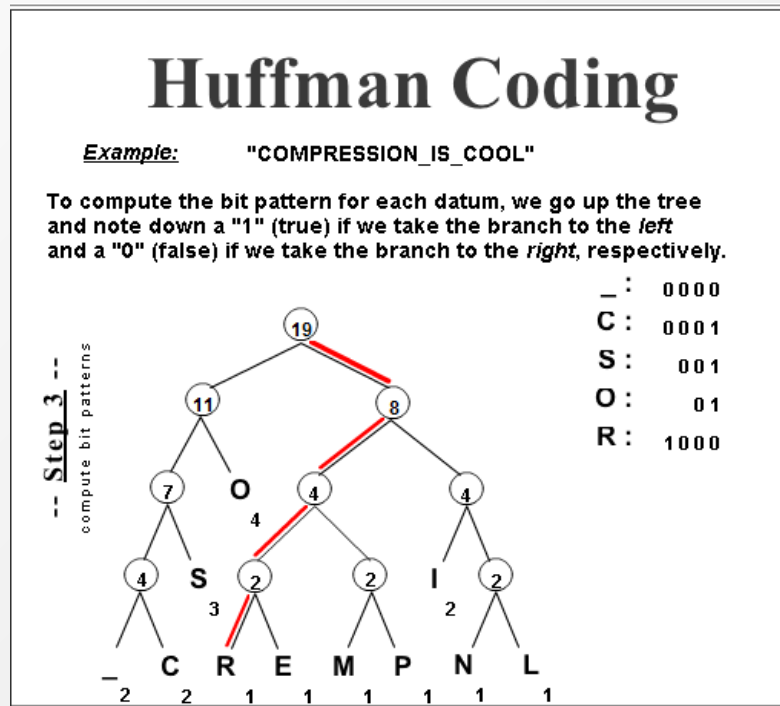 Huffman Coding
Example: "COMPRESSION_IS_COOL"
To compute the bit pattern for each datum, we go up the tree
and note down a "1" (true) if we take the branch to the left
and a "0" (false) if we take the branch to the right, respectively.
-- Step 3 --
compute bit patterns
_ : 0000
C : 0001
S : 001
O : 01
R : 1000
19
11 8
7 O 4 4
4
4 S 2 2 I 2
3 2
_ C R E M P N L
2 2 1 1 1 1 1 1